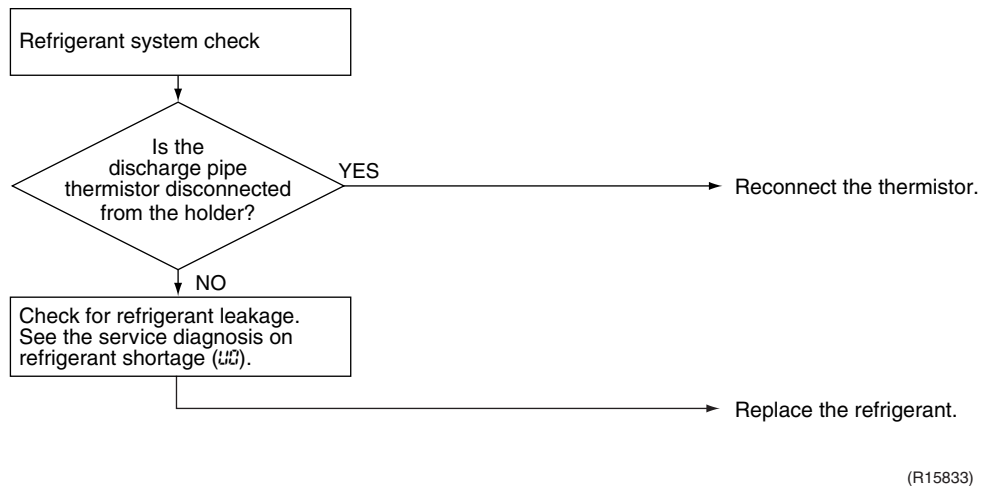 Refrigerant system check
Is the
discharge pipe
thermistor disconnected
from the holder?
YES
Reconnect the thermistor.
NO
Check for refrigerant leakage.
See the service diagnosis on
refrigerant shortage (U0).
Replace the refrigerant.
(R15833)